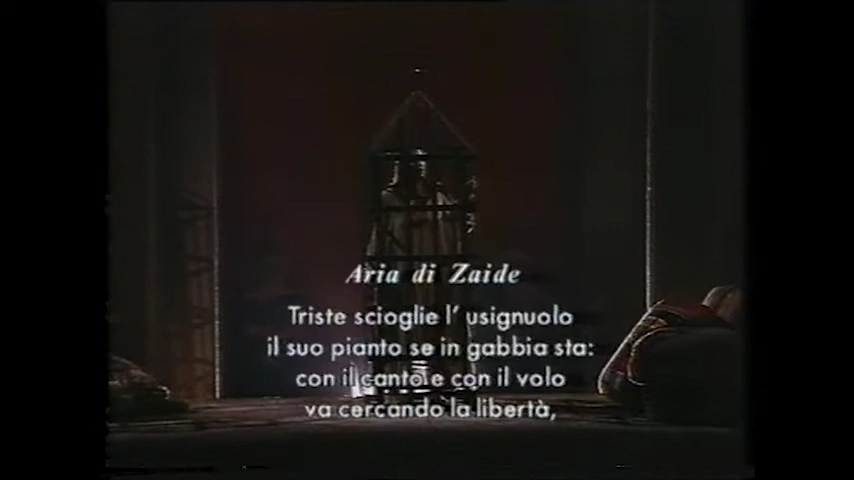 Aria di Zaide
Triste scioglie l' usignuolo
il suo pianto se in gabbia sta:
con il canto e con il volo
va cercando la libertà,